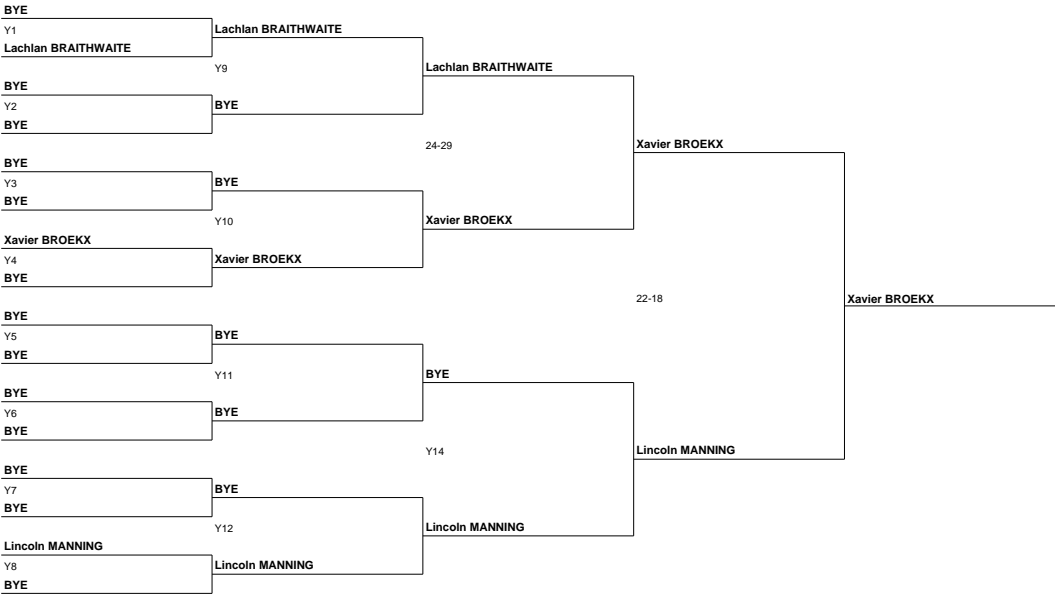 BYE
Y1
Lachlan BRAITHWAITE
Lachlan BRAITHWAITE
Y9
Lachlan BRAITHWAITE
BYE
Y2
BYE
BYE
24-29
Xavier BROEKX
BYE
Y3
BYE
BYE
Y10
Xavier BROEKX
Xavier BROEKX
Y4
BYE
Xavier BROEKX
22-18
Xavier BROEKX
BYE
Y5
BYE
BYE
Y11
BYE
BYE
Y6
BYE
BYE
Y14
Lincoln MANNING
BYE
Y7
BYE
BYE
Y12
Lincoln MANNING
Lincoln MANNING
Y8
BYE
Lincoln MANNING